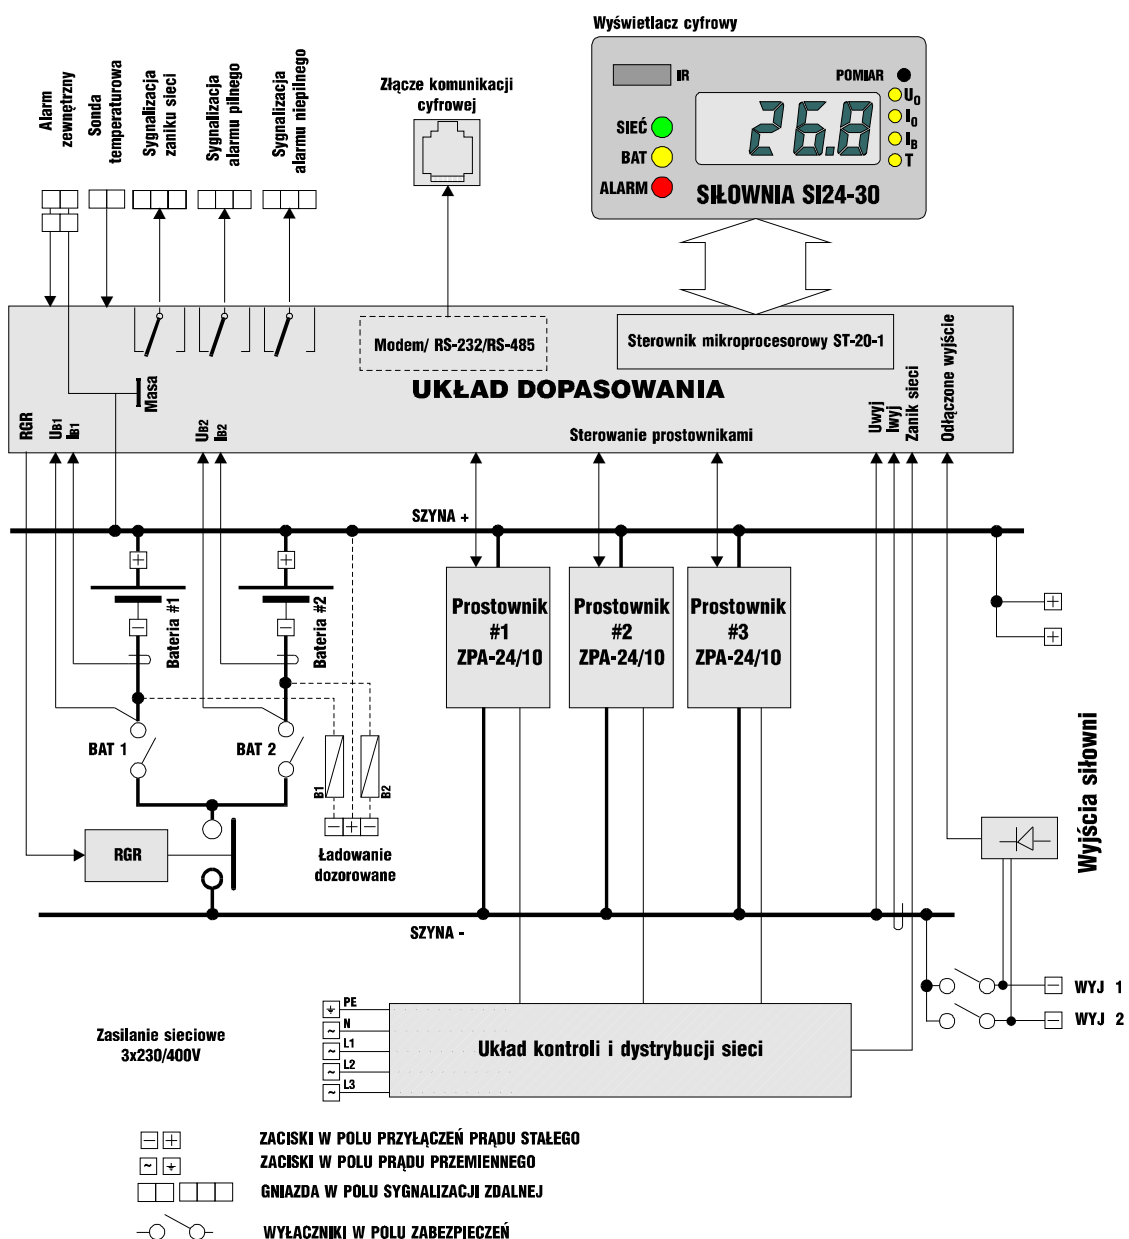 Wyświetlacz cyfrowy
IR
POMIAR
U0
I0
IB
T
SIEĆ
BAT
ALARM
26.8
SIŁOWNIA SI24-30
Alarm
zewnętrzny
Sonda
temperaturowa
Sygnalizacja
zaniku sieci
Sygnalizacja
alarmu pilnego
Sygnalizacja
alarmu niepilnego
Złącze komunikacji
cyfrowej
Modem/ RS-232/RS-485
Sterownik mikroprocesorowy ST-20-1
UKŁAD DOPASOWANIA
Masa
RGR
UB1
IB1
UB2
IB2
Sterowanie prostownikami
Uwyj
Iwyj
Zanik sieci
Odłączone wyjście
SZYNA +
+
+
Bateria #1
Bateria #2
-
-
Prostownik
#1
ZPA-24/10
Prostownik
#2
ZPA-24/10
Prostownik
#3
ZPA-24/10
+
+
BAT 1
BAT 2
B1
B2
- + -
Ładowanie
dozorowane
RGR
Wyjścia siłowni
SZYNA -
- WYJ 1
- WYJ 2
Zasilanie sieciowe
3x230/400V
PE
~ N
~ L1
~ L2
~ L3
Układ kontroli i dystrybucji sieci
- + ZACISKI W POLU PRZYŁĄCZEŃ PRĄDU STAŁEGO
~ ZACISKI W POLU PRĄDU PRZEMIENNEGO
GNIAZDA W POLU SYGNALIZACJI ZDALNEJ
WYŁACZNIKI W POLU ZABEZPIECZEŃ